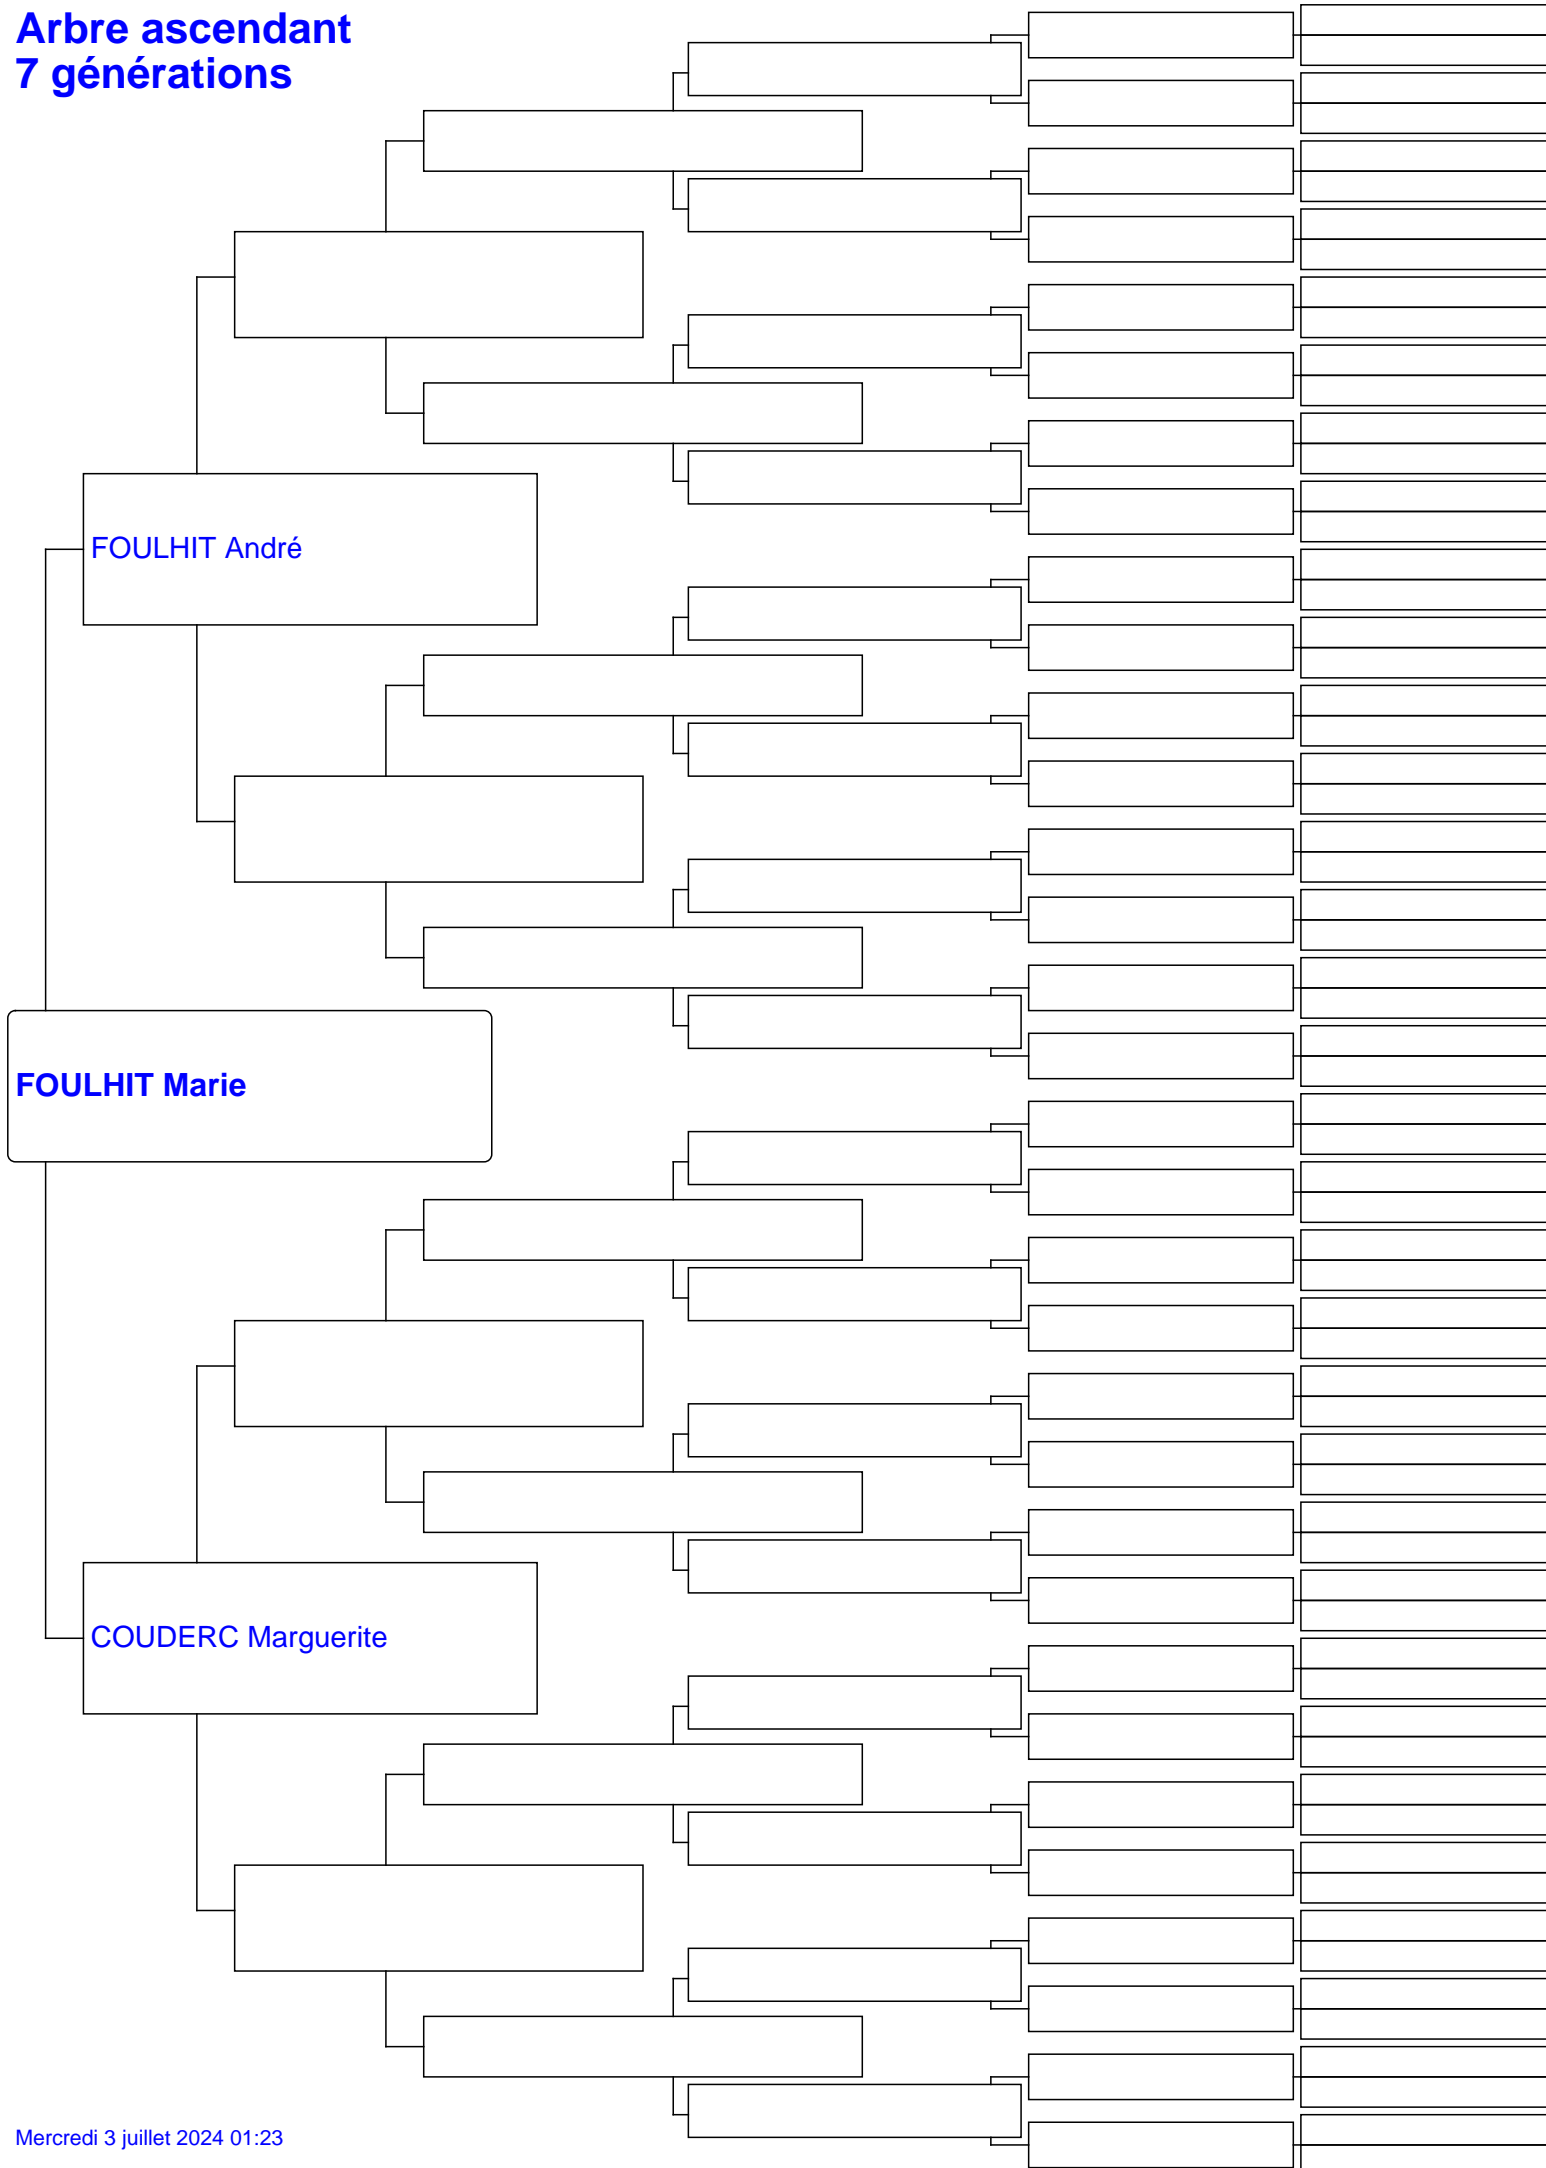 Arbre ascendant
7 générations
FOULHIT André
FOULHIT Marie
COUDERC Marguerite
Mercredi 3 juillet 2024 01:23